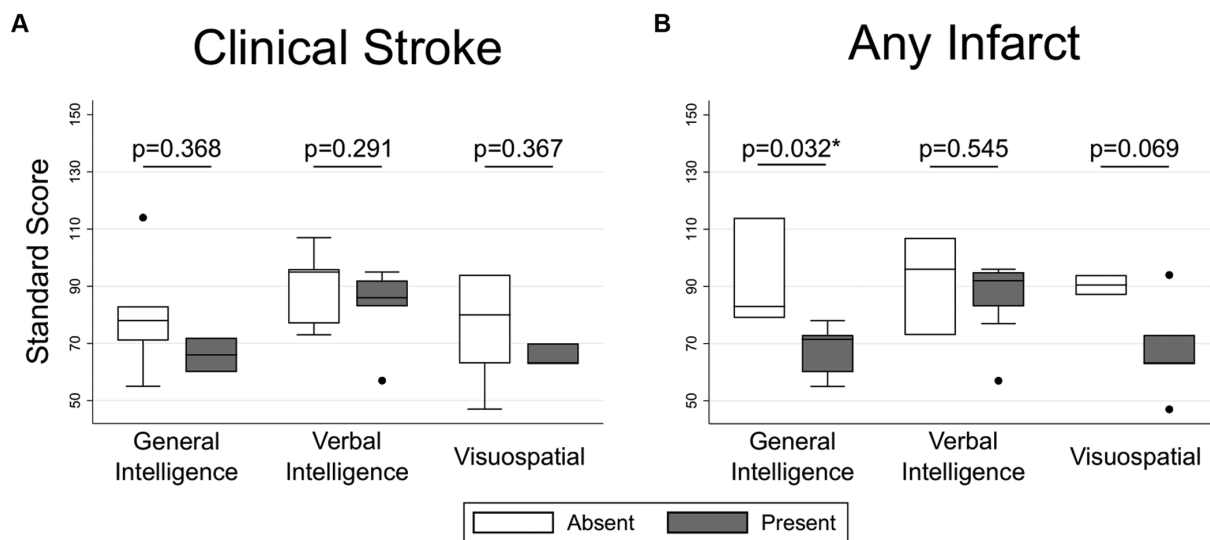 A
Clinical Stroke
B
Any Infarct
Standard Score
150
130
110
90
70
50
p=0.368
p=0.291
p=0.367
General
Intelligence
Verbal
Intelligence
Visuospatial
150
130
110
90
70
50
p=0.032*
p=0.545
p=0.069
General
Intelligence
Verbal
Intelligence
Visuospatial
Absent
Present